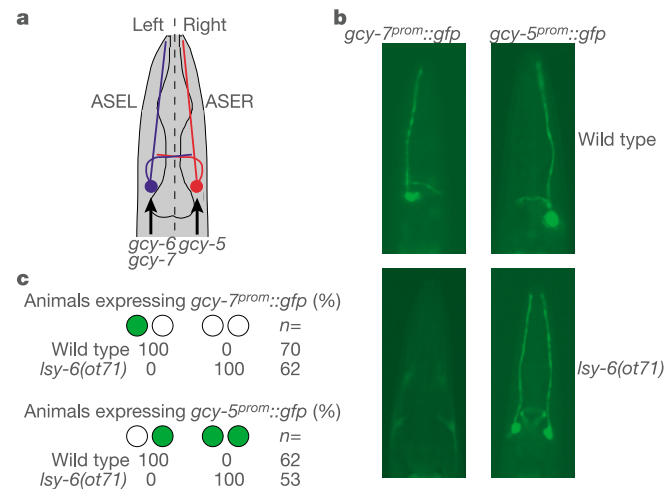 a
Left Right
ASEL ASER
gcy-6 gcy-5
gcy-7
b
gcy-7prom::gfp gcy-5prom::gfp
Wild type
lsy-6(ot71)
c
Animals expressing gcy-7prom::gfp (%)
n=
Wild type 100 0 70
lsy-6(ot71) 0 100 62
Animals expressing gcy-5prom::gfp (%)
n=
Wild type 100 0 62
lsy-6(ot71) 0 100 53